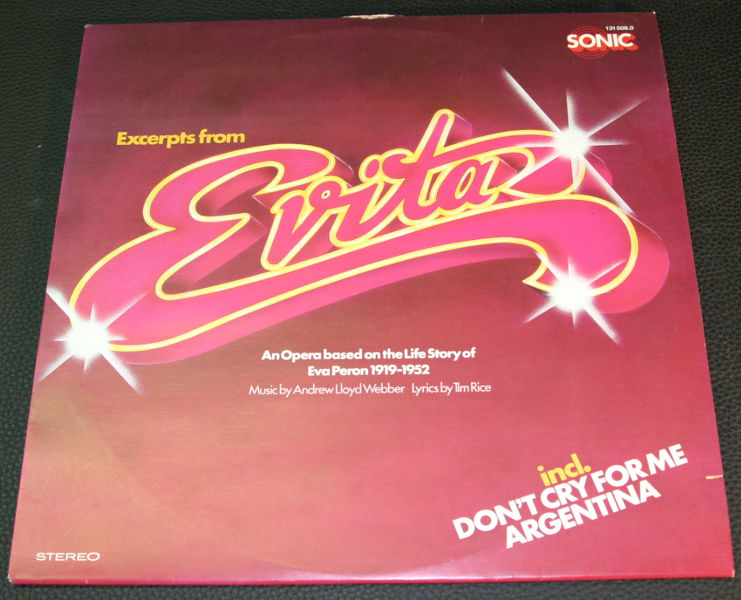 131 508.0
SONIC
Excerpts from
Evita
An Opera based on the Life Story of
Eva Peron 1919-1952
Music by Andrew Lloyd Webber Lyrics by Tim Rice
incl.
DON'T CRY FOR ME
ARGENTINA
STEREO